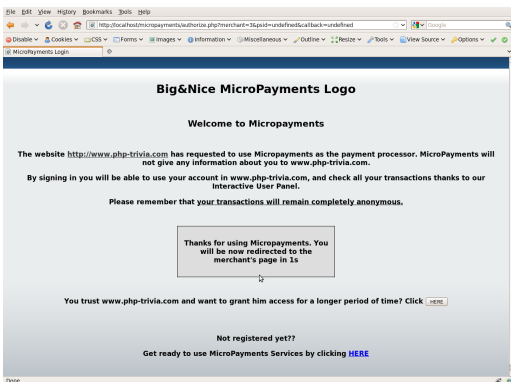 File Edit View History Bookmarks Tools Help
http://localhost/micropayments/authorize.php?merchant=3&psid=undefined&callback=undefined
Google
Disable Cookies CSS Forms Images Information Miscellaneous Outline Resize Tools View Source Options
MicroPayments Login
Big&Nice MicroPayments Logo
Welcome to Micropayments
The website http://www.php-trivia.com has requested to use Micropayments as the payment processor. MicroPayments will
not give any information about you to www.php-trivia.com.
By signing in you will be able to use your account in www.php-trivia.com, and check all your transactions thanks to our
Interactive User Panel.
Please remember that your transactions will remain completely anonymous.
Thanks for using Micropayments. You
will be now redirected to the
merchant's page in 1s
You trust www.php-trivia.com and want to grant him access for a longer period of time? Click HERE
Not registered yet??
Get ready to use MicroPayments Services by clicking HERE
Done